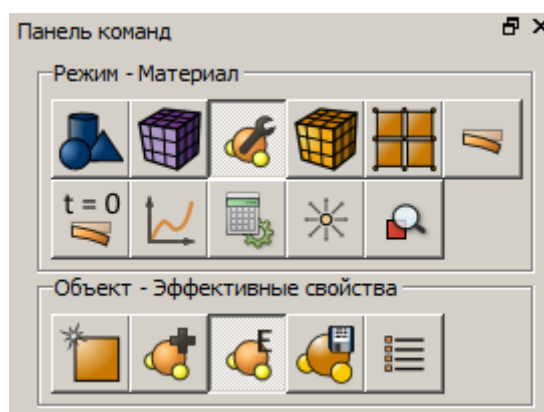 Панель команд
Режим - Материал
t = 0
Объект - Эффективные свойства
E